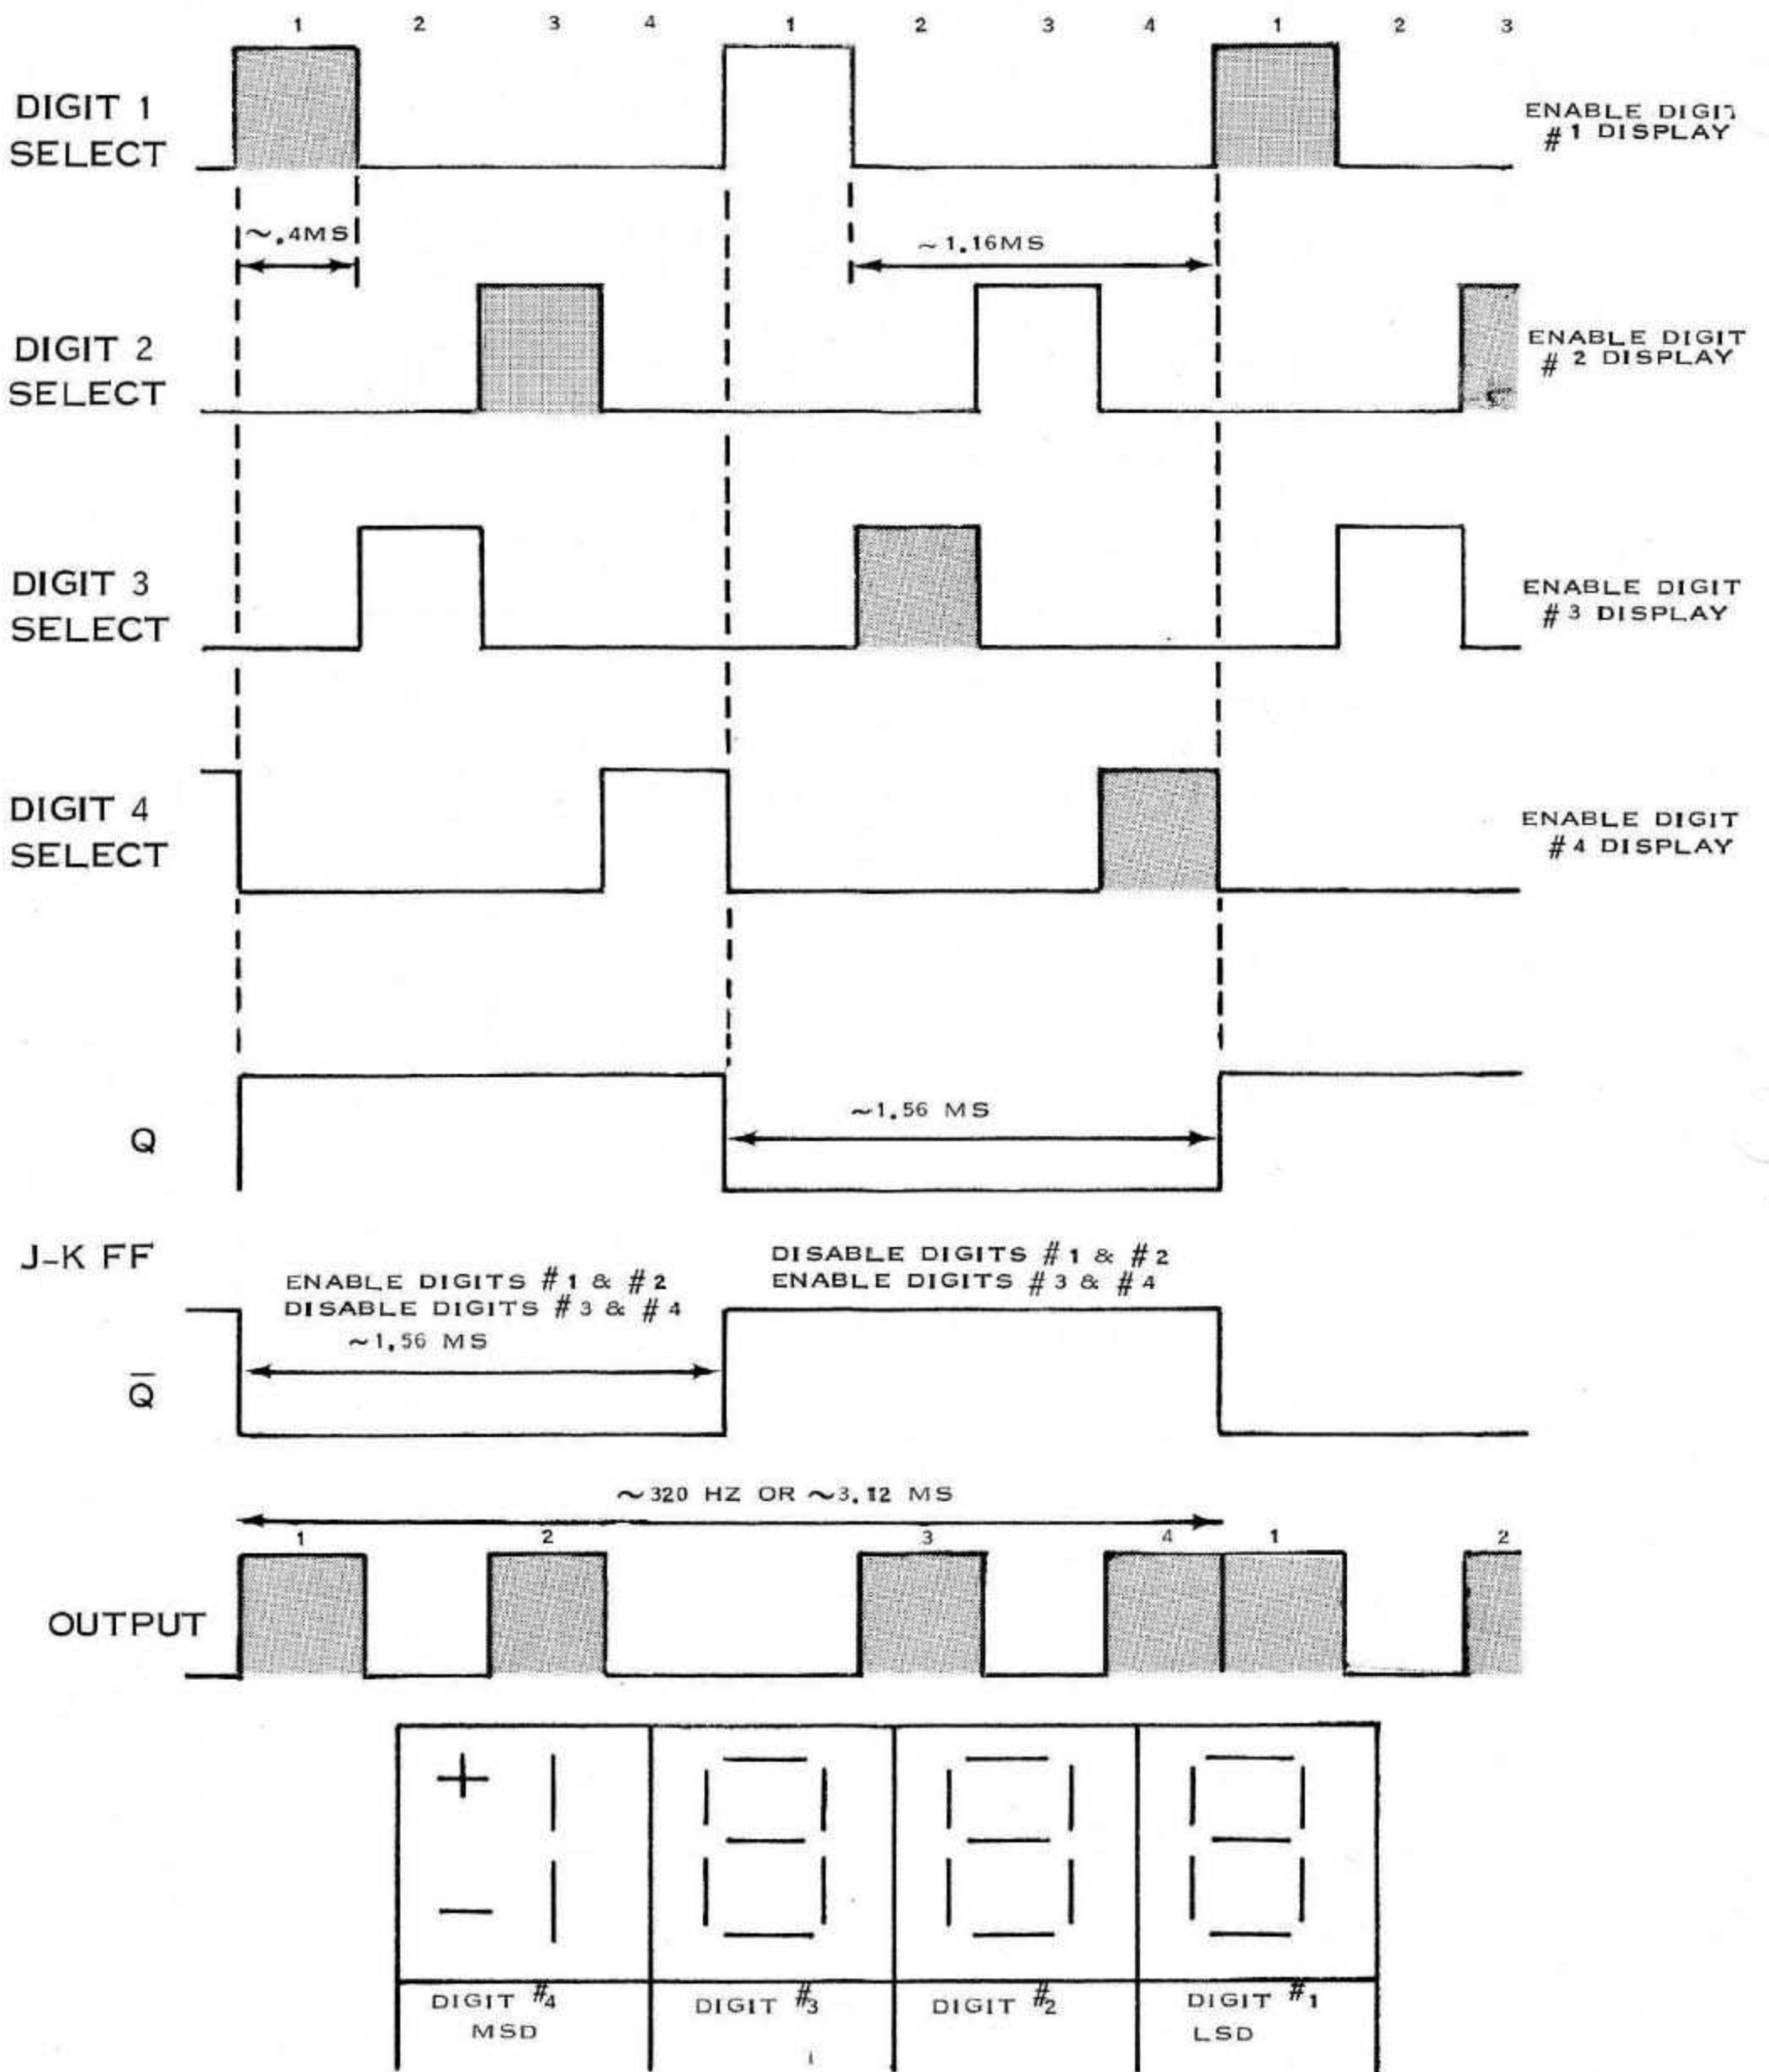 1 2 3 4 1 2 3 4 1 2 3
DIGIT 1
SELECT
ENABLE DIGIT
# 1 DISPLAY
~.4MS
~1.16MS
DIGIT 2
SELECT
ENABLE DIGIT
# 2 DISPLAY
DIGIT 3
SELECT
ENABLE DIGIT
# 3 DISPLAY
DIGIT 4
SELECT
ENABLE DIGIT
# 4 DISPLAY
Q
~1.56 MS
J-K FF
ENABLE DIGITS # 1 & # 2
DISABLE DIGITS # 3 & # 4
~1.56 MS
DISABLE DIGITS # 1 & # 2
ENABLE DIGITS # 3 & # 4
Q̅
~320 HZ OR ~3.12 MS
1 2 3 4 1 2
OUTPUT
+ 1 8 8 8
−
DIGIT #4
MSD
DIGIT #3
DIGIT #2
DIGIT #1
LSD